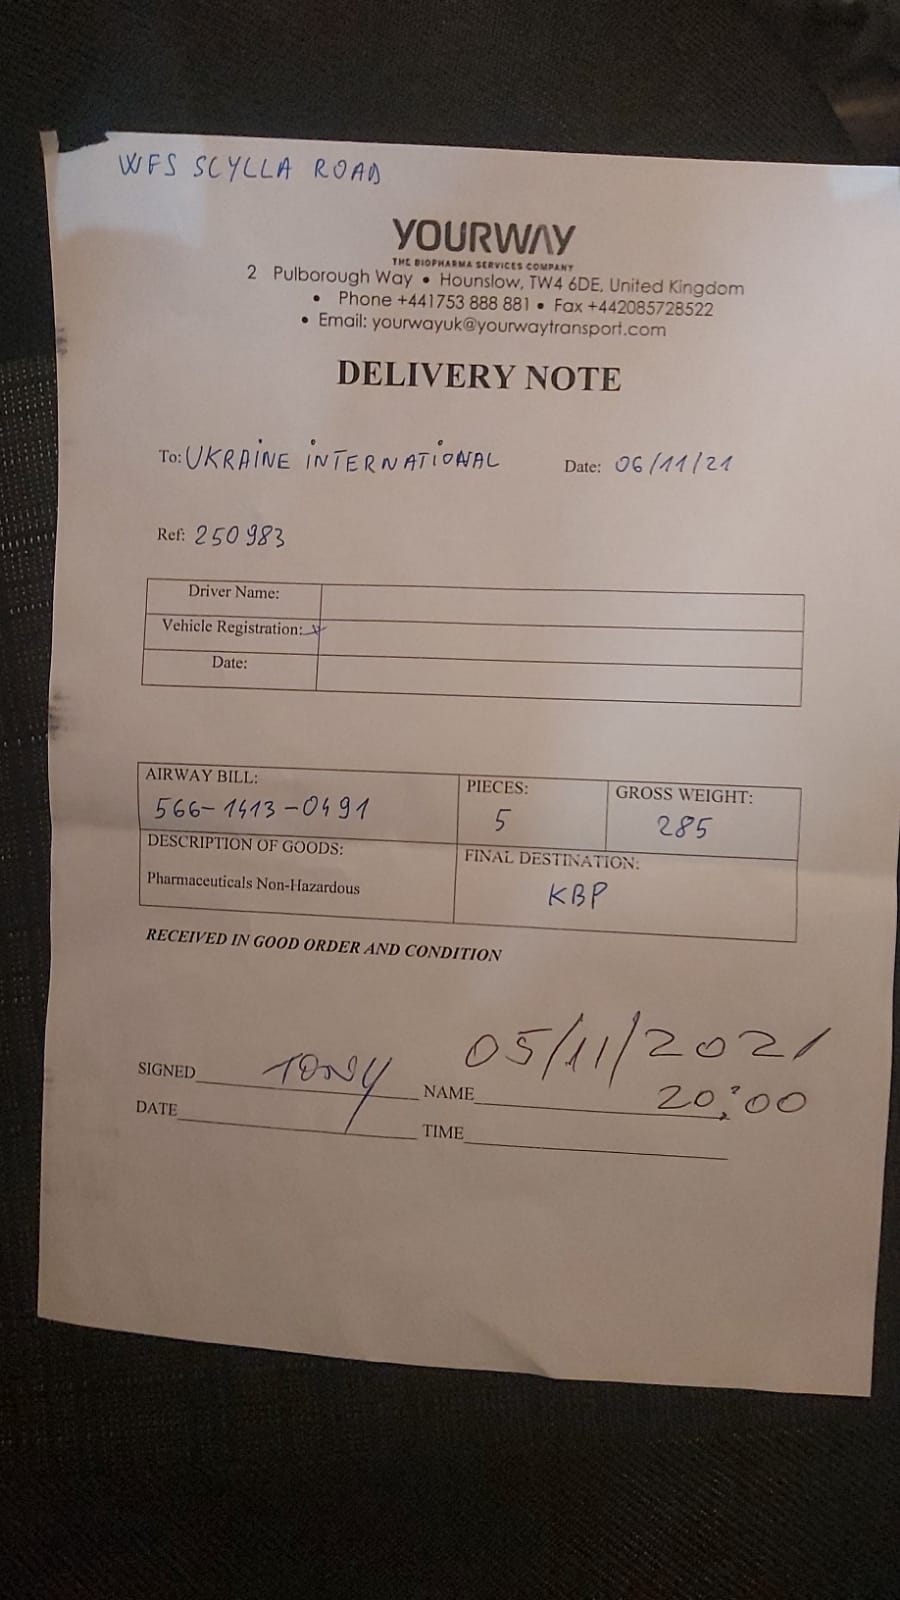 WFS SCYLLA ROAD
YOURWAY
THE BIOPHARMA SERVICES COMPANY
2 Pulborough Way • Hounslow, TW4 6DE, United Kingdom
• Phone +441753 888 881 • Fax +442085728522
• Email: yourwayuk@yourwaytransport.com
DELIVERY NOTE
To: UKRAINE INTERNATIONAL Date: 06/11/21
Ref: 250983
Driver Name:
Vehicle Registration:
Date:
AIRWAY BILL: PIECES: GROSS WEIGHT:
566-1413-0491 5 285
DESCRIPTION OF GOODS: FINAL DESTINATION:
Pharmaceuticals Non-Hazardous KBP
RECEIVED IN GOOD ORDER AND CONDITION
05/11/2021
SIGNED TONY NAME 20:00
DATE TIME